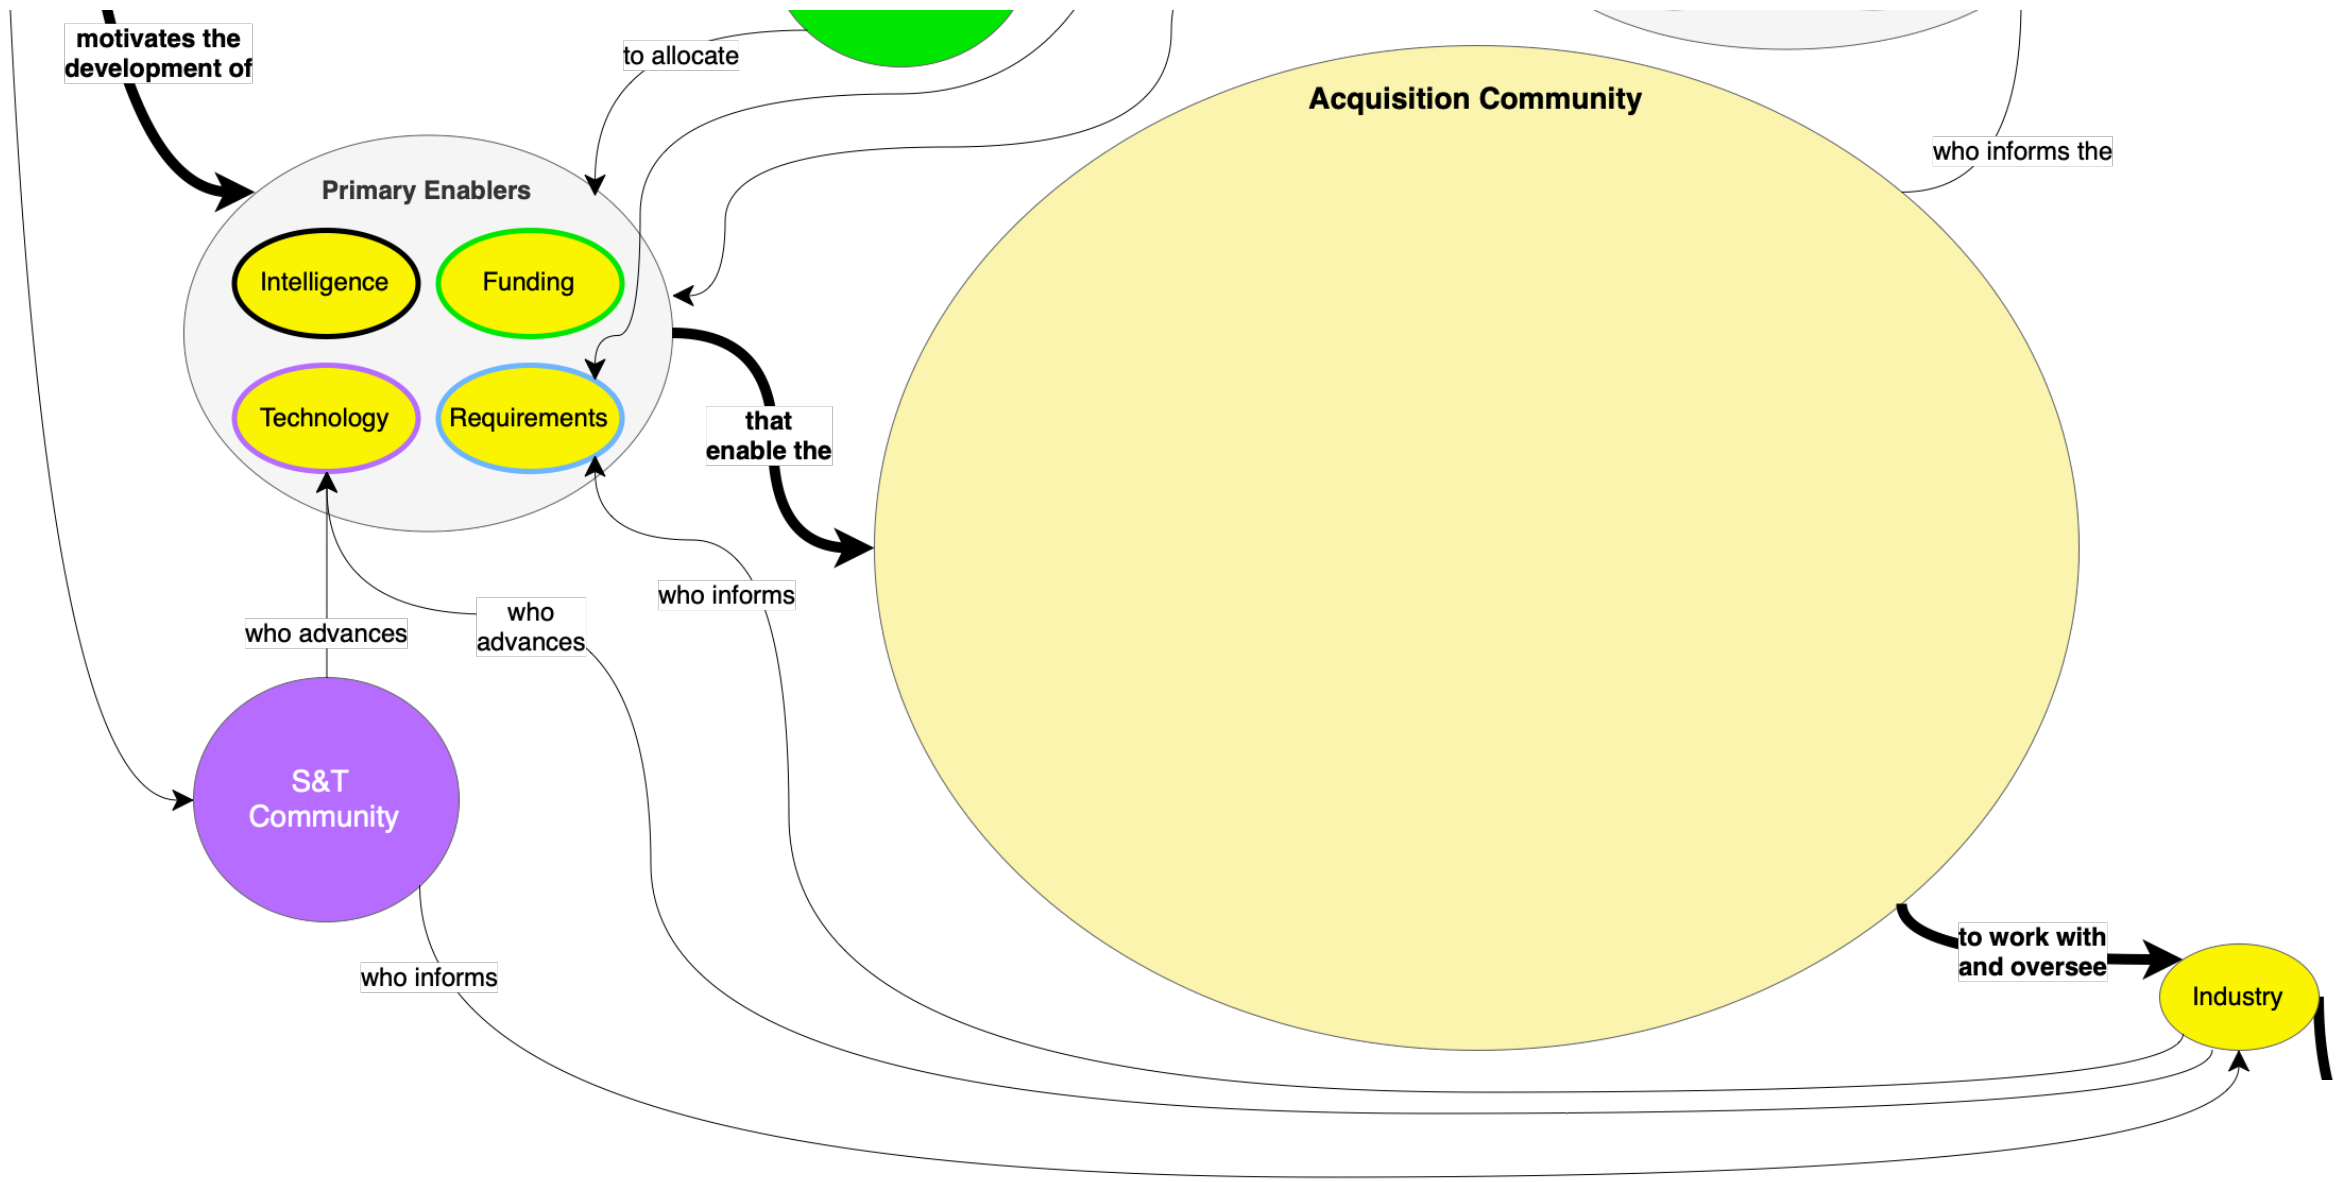 motivates the
development of
to allocate
Acquisition Community
who informs the
Primary Enablers
Intelligence
Funding
Technology
Requirements
that
enable the
who informs
who
advances
who advances
S&T
Community
who informs
to work with
and oversee
Industry